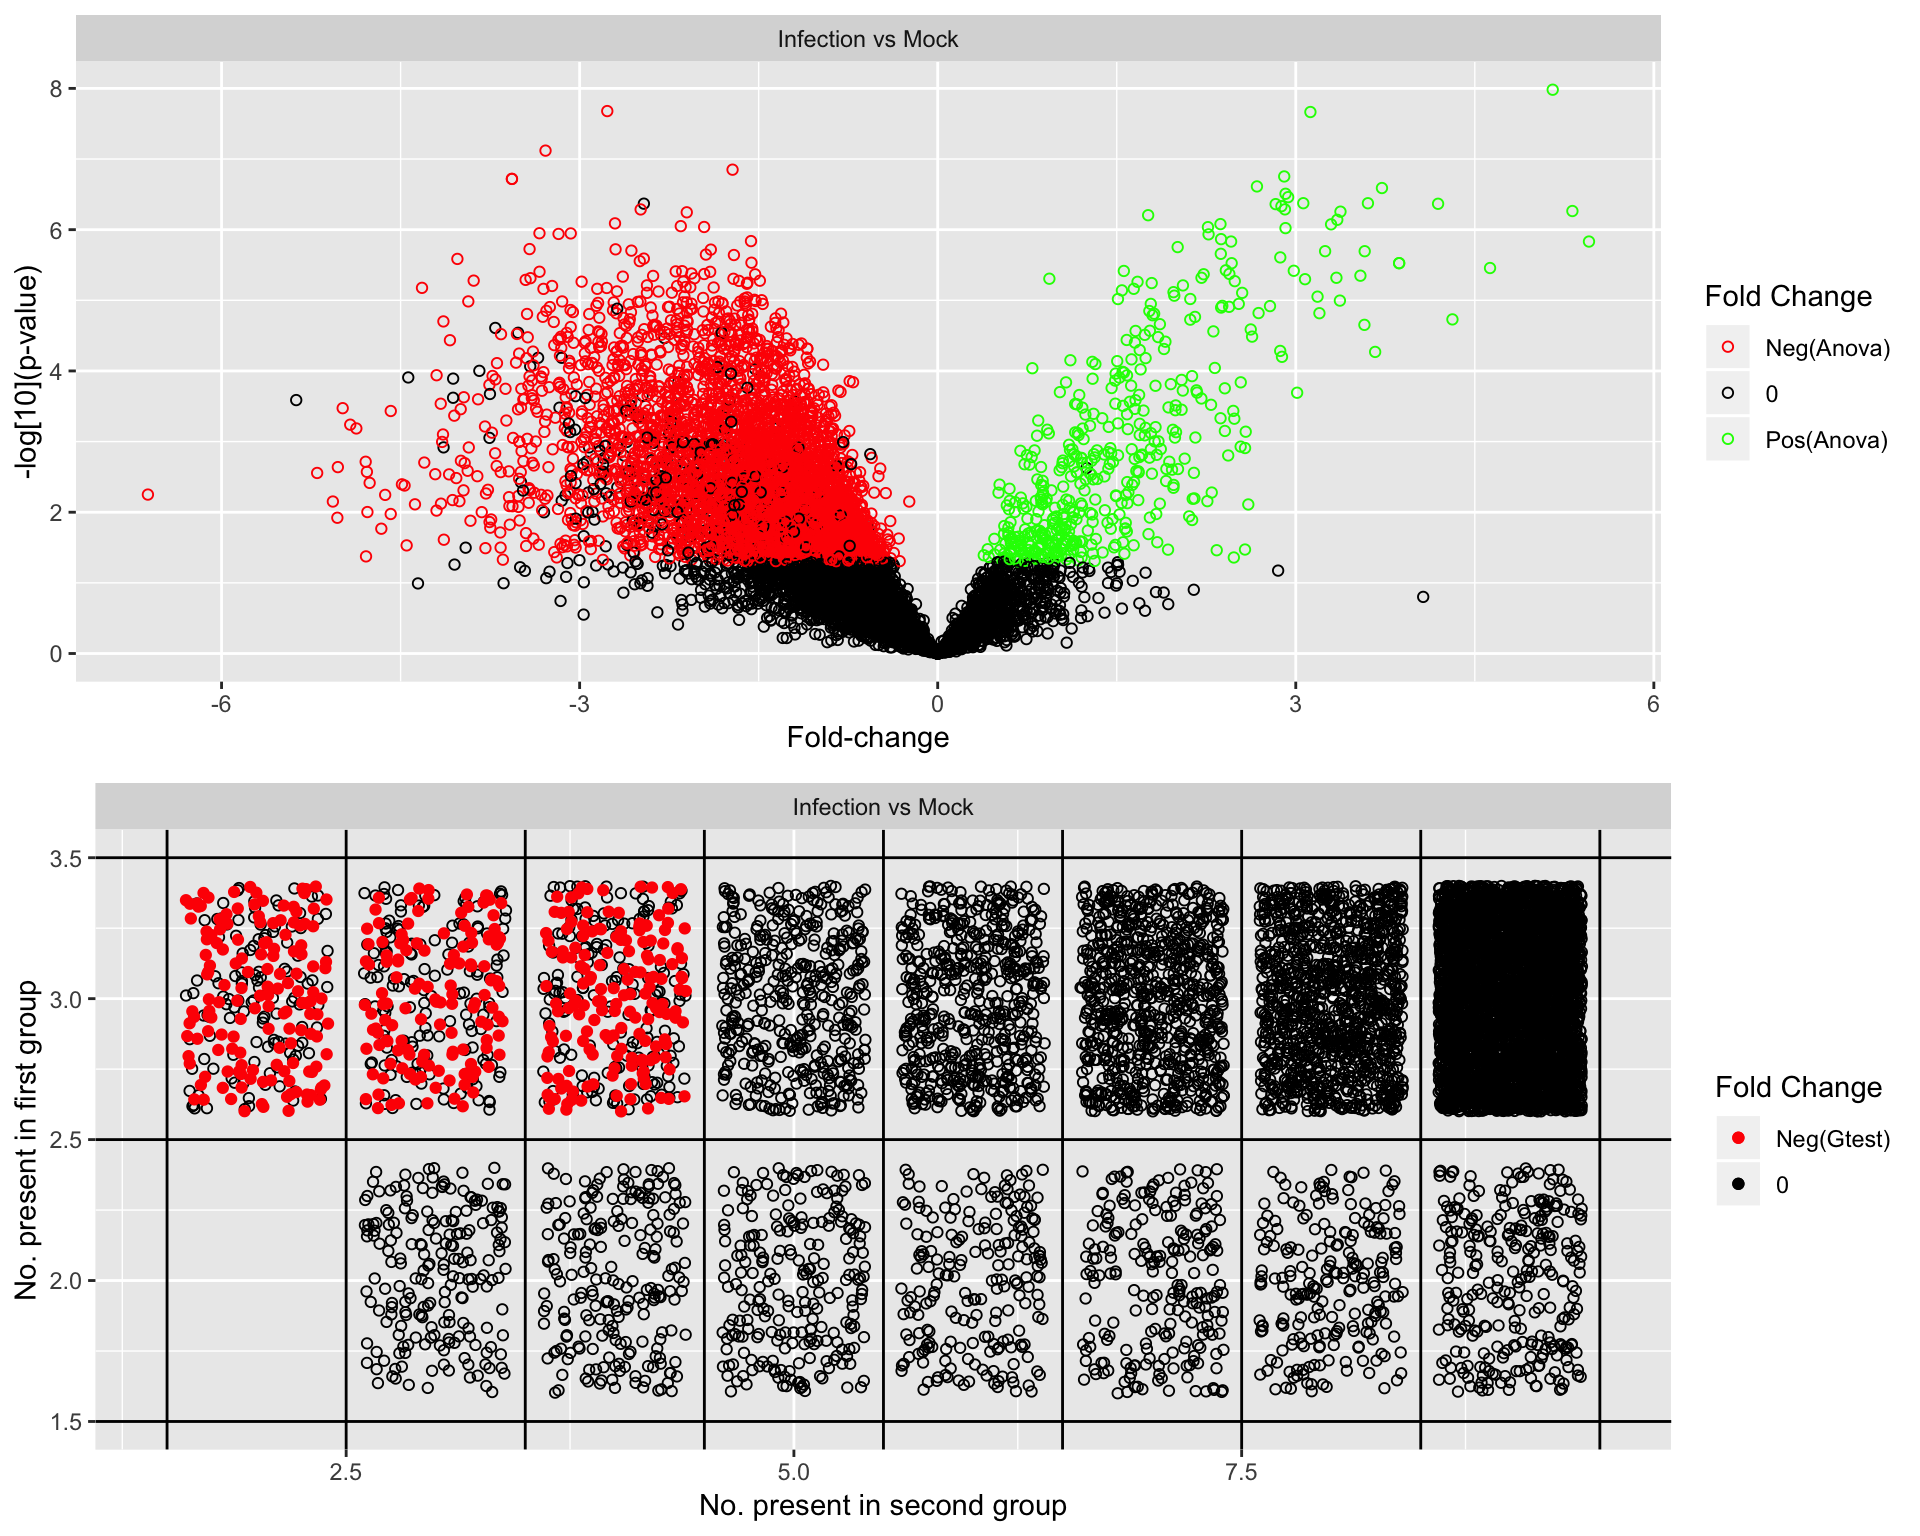 Infection vs Mock
8
6
4
2
0
-log[10](p-value)
-6
-3
0
3
6
Fold-change
Fold Change
Neg(Anova)
0
Pos(Anova)
Infection vs Mock
3.5
3.0
2.5
2.0
1.5
No. present in first group
2.5
5.0
7.5
No. present in second group
Fold Change
Neg(Gtest)
0